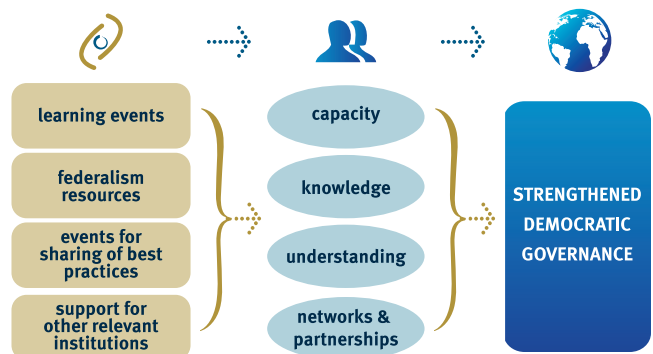 learning events
federalism
resources
events for
sharing of best
practices
support for
other relevant
institutions
capacity
knowledge
understanding
networks &
partnerships
STRENGTHENED
DEMOCRATIC
GOVERNANCE